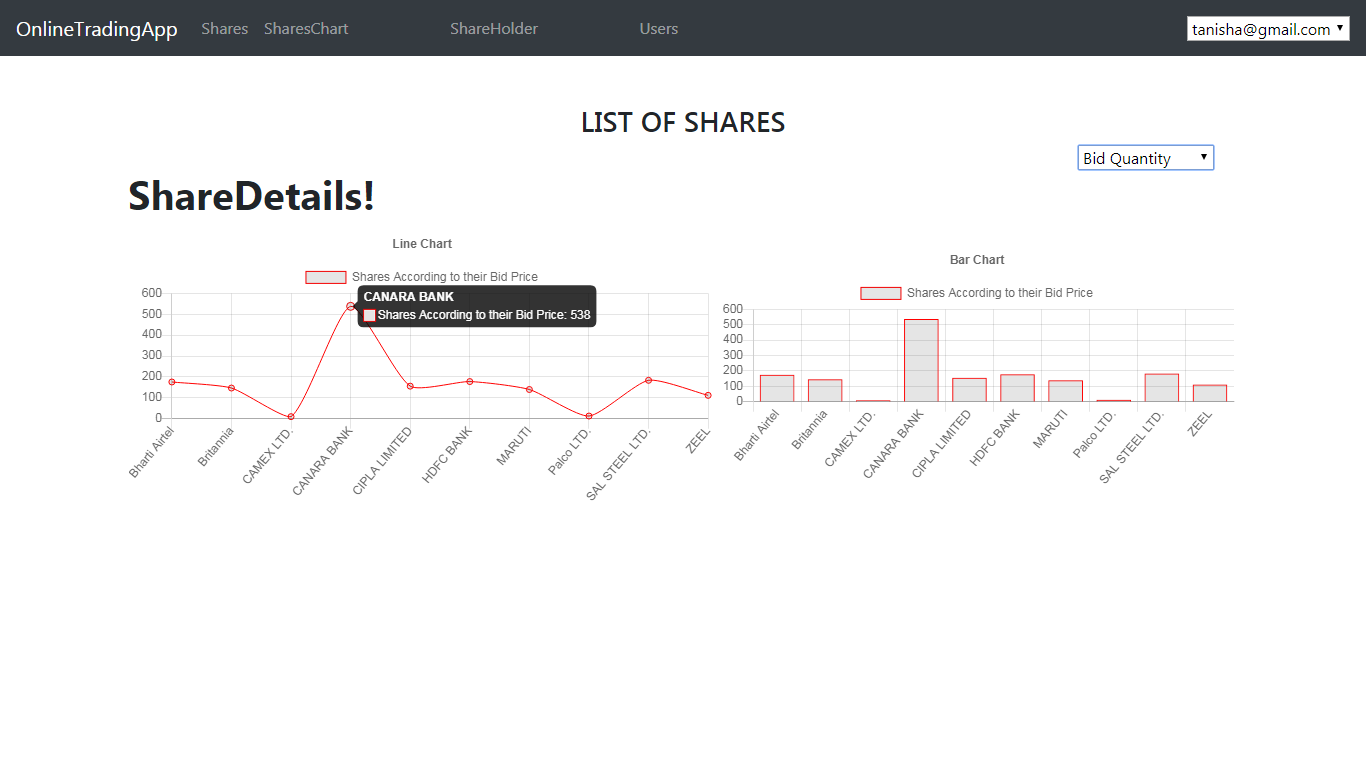 OnlineTradingApp Shares SharesChart ShareHolder Users tanisha@gmail.com
LIST OF SHARES
Bid Quantity
ShareDetails!
Line Chart
Shares According to their Bid Price
CANARA BANK
Shares According to their Bid Price: 538
600
500
400
300
200
100
0
Bharti Airtel
Britannia
CAMEX LTD.
CANARA BANK
CIPLA LIMITED
HDFC BANK
MARUTI
Palco LTD.
SAL STEEL LTD.
ZEEL
Bar Chart
Shares According to their Bid Price
600
500
400
300
200
100
0
Bharti Airtel
Britannia
CAMEX LTD.
CANARA BANK
CIPLA LIMITED
HDFC BANK
MARUTI
Palco LTD.
SAL STEEL LTD.
ZEEL